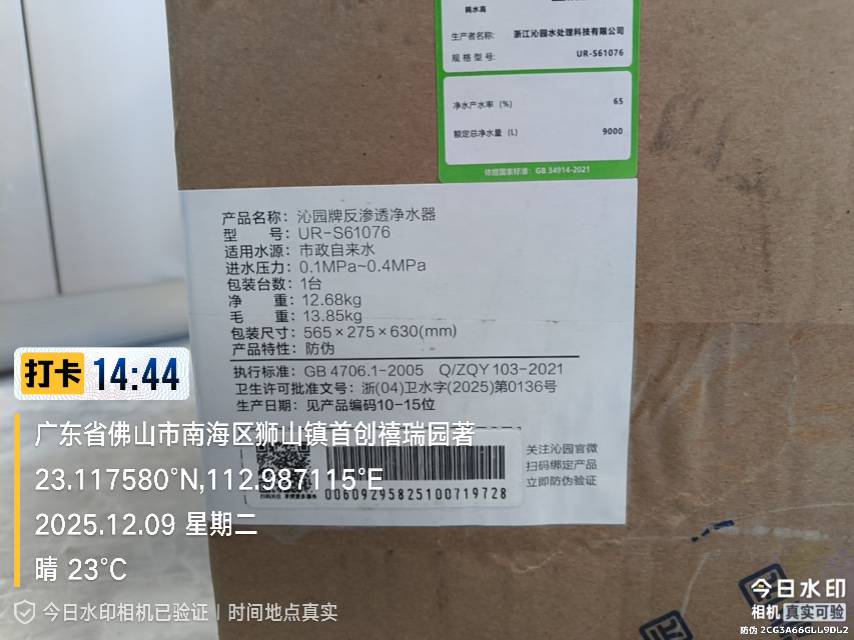 耗水高
生产者名称: 浙江沁园水处理科技有限公司
规格型号: UR-S61076
净水产水率 (%) 65
额定总净水量 (L) 9000
依据国家标准: GB 34914-2021
产品名称: 沁园牌反渗透净水器
型 号: UR-S61076
适用水源: 市政自来水
进水压力: 0.1MPa~0.4MPa
包装台数: 1台
净 重: 12.68kg
毛 重: 13.85kg
包装尺寸: 565×275×630(mm)
产品特性: 防伪
执行标准: GB 4706.1-2005 Q/ZQY 103-2021
卫生许可批准文号: 浙(04)卫水字(2025)第0136号
生产日期: 见产品编码10-15位
关注沁园官微
扫码绑定产品
立即防伪验证
00609295825100719728
打卡 14:44
广东省佛山市南海区狮山镇首创禧瑞园著
23.117580°N,112.987115°E
2025.12.09 星期二
晴 23°C
今日水印相机已验证 | 时间地点真实
今日水印
相机 真实可验
防伪 2CG3A66GLL9DL2